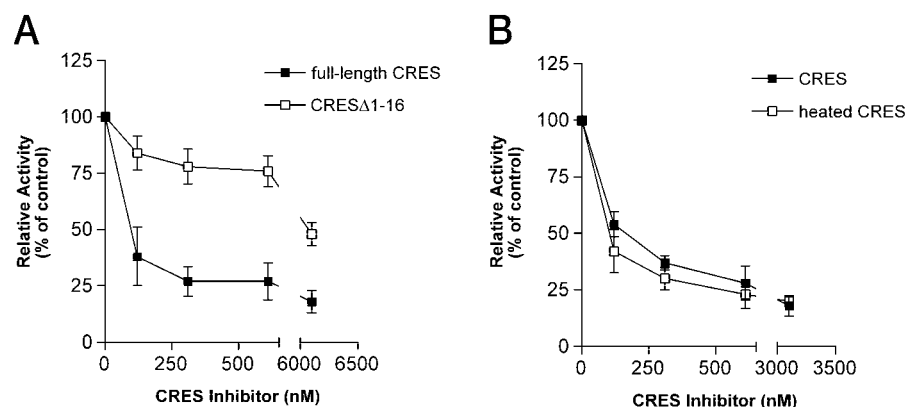 A
125
100
75
50
25
0
Relative Activity
(% of control)
full-length CRES
CRESΔ1-16
0 250 500 6000 6500
CRES Inhibitor (nM)
B
125
100
75
50
25
0
Relative Activity
(% of control)
CRES
heated CRES
0 250 500 3000 3500
CRES Inhibitor (nM)